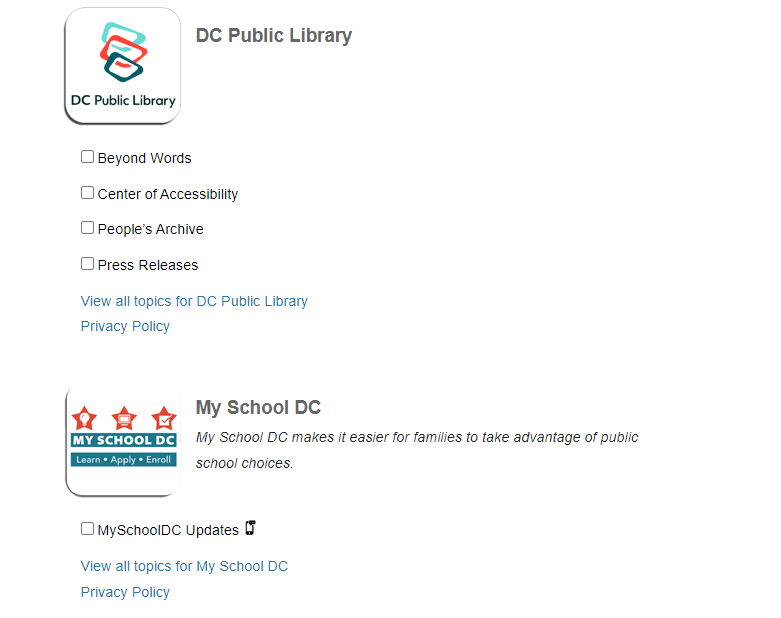 DC Public Library
DC Public Library
Beyond Words
Center of Accessibility
People’s Archive
Press Releases
View all topics for DC Public Library
Privacy Policy
MY SCHOOL DC
Learn • Apply • Enroll
My School DC
My School DC makes it easier for families to take advantage of public
school choices.
MySchoolDC Updates
View all topics for My School DC
Privacy Policy